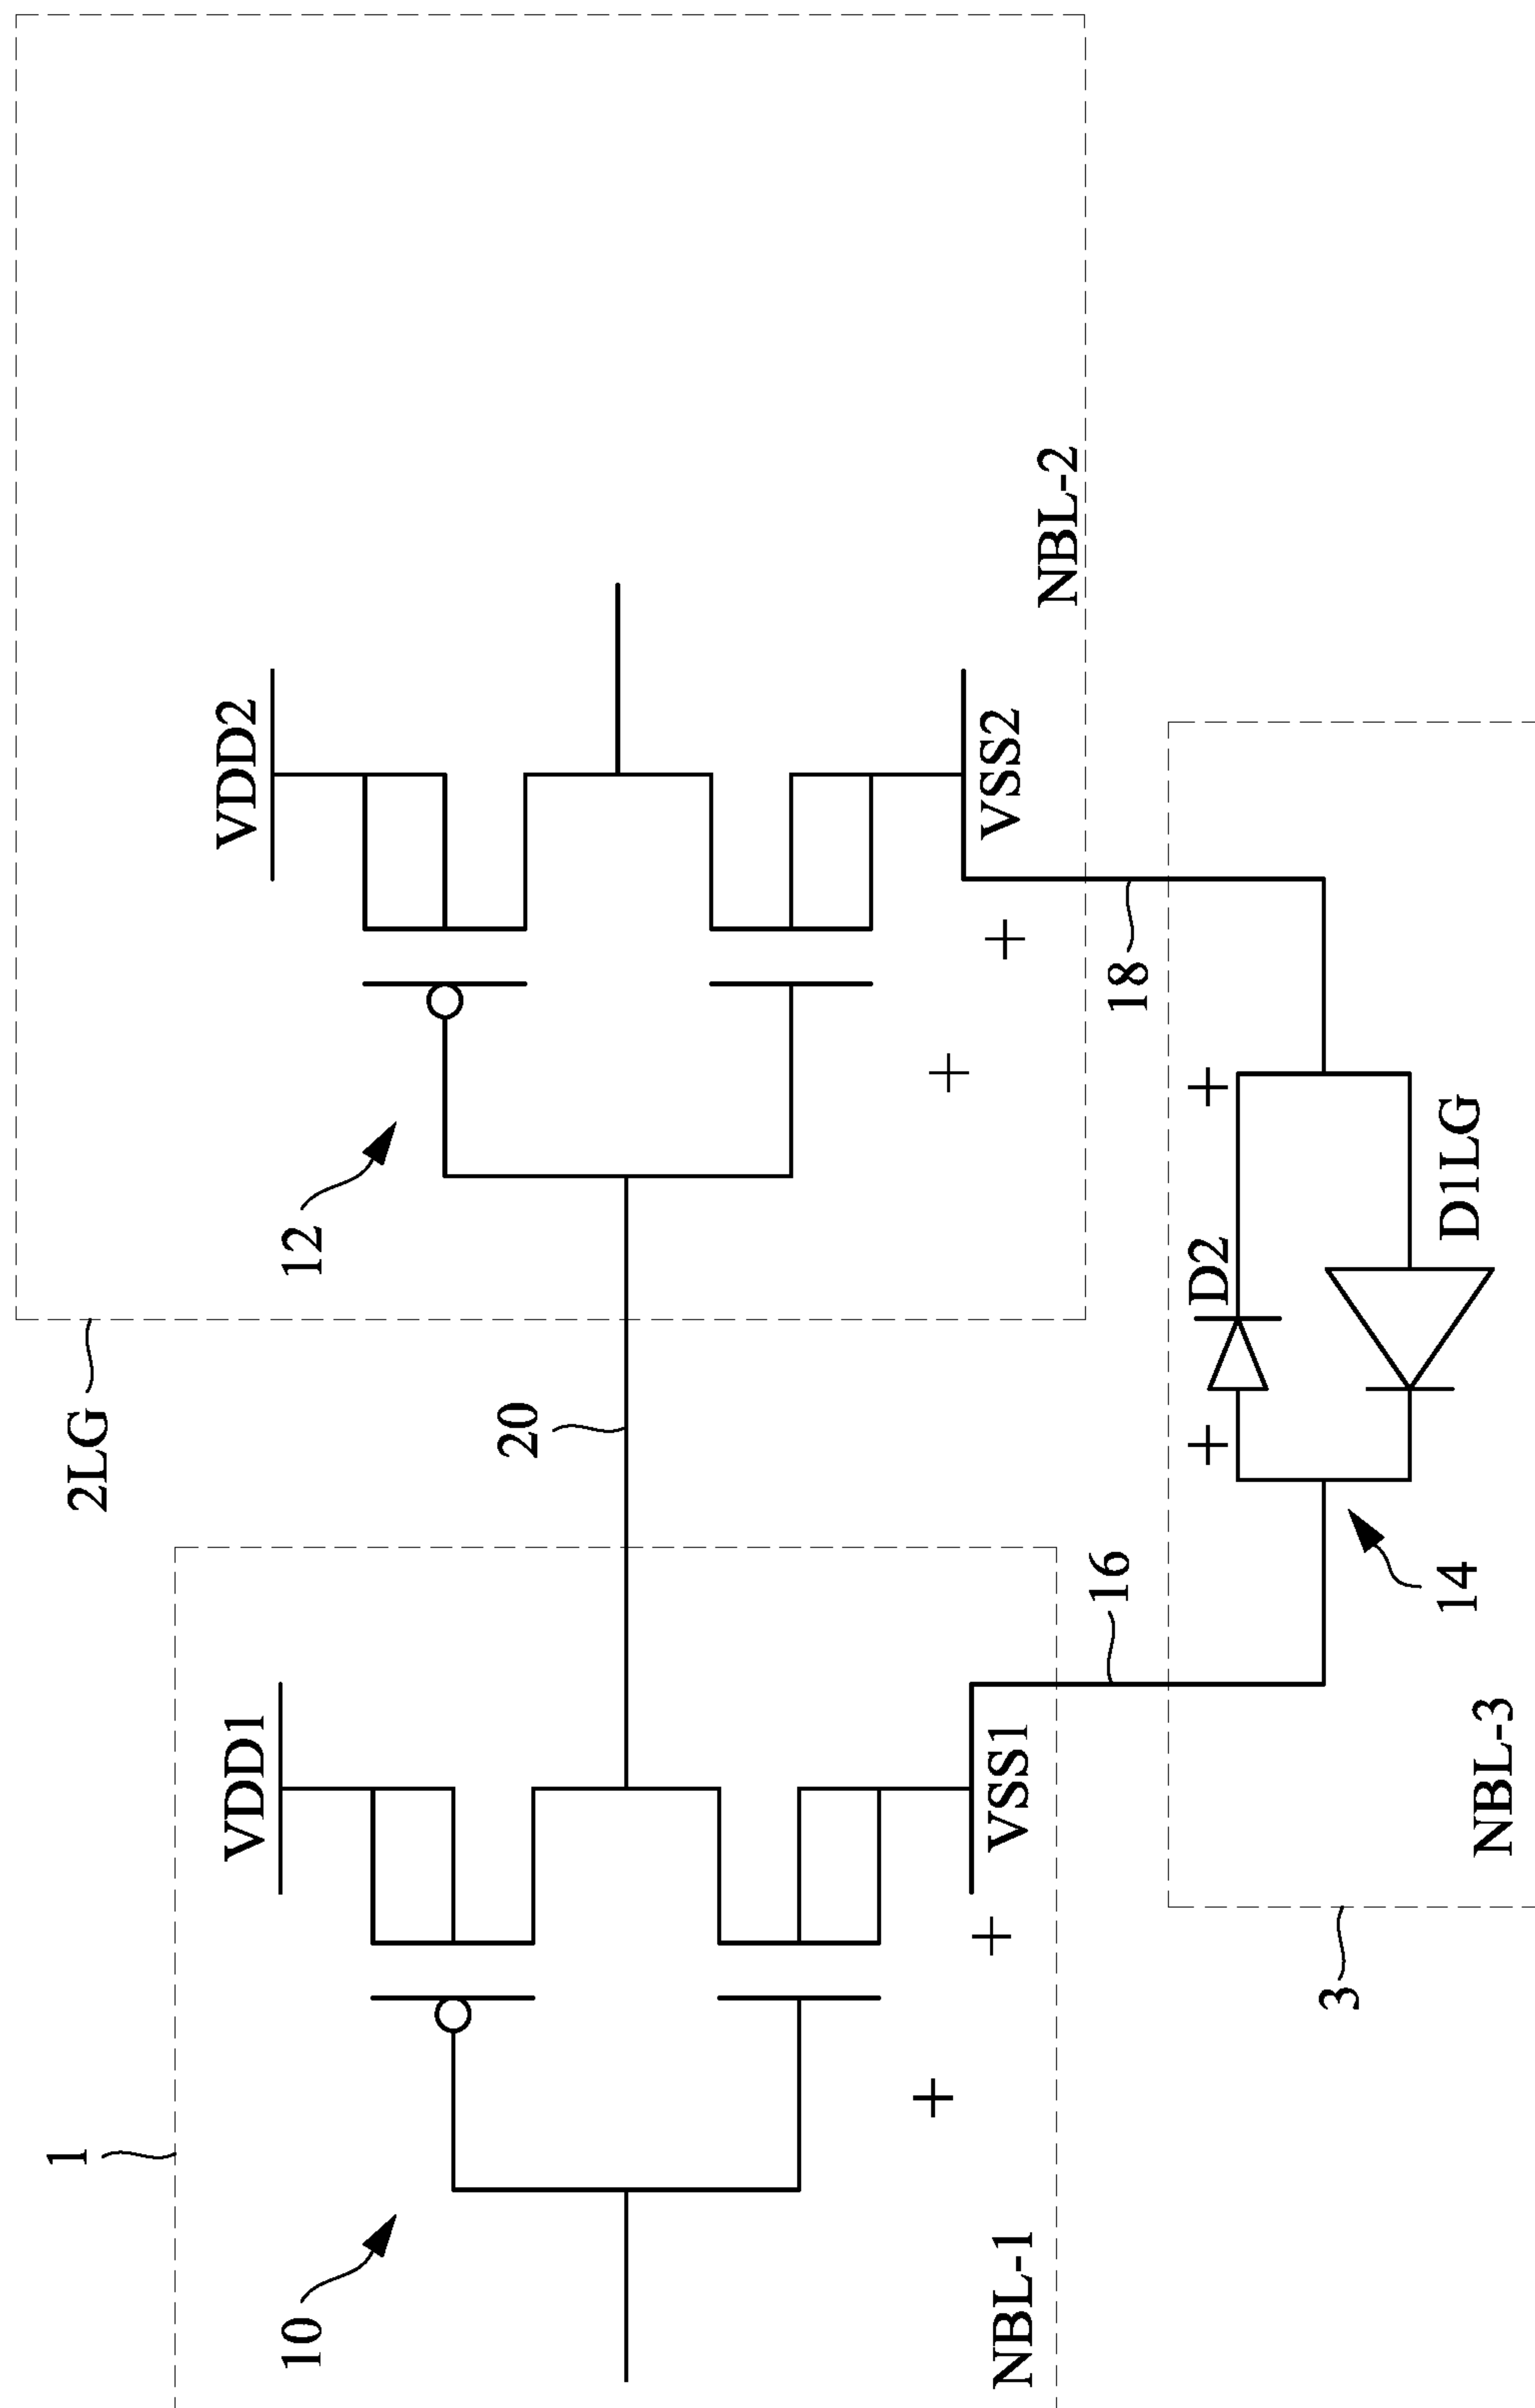 2LG
1
VDD2
VDD1
12
10
20
NBL-2
VSS2
VSS1
NBL-1
18
16
D2
D1LG
14
3
NBL-3
+
+
+
+
+
+